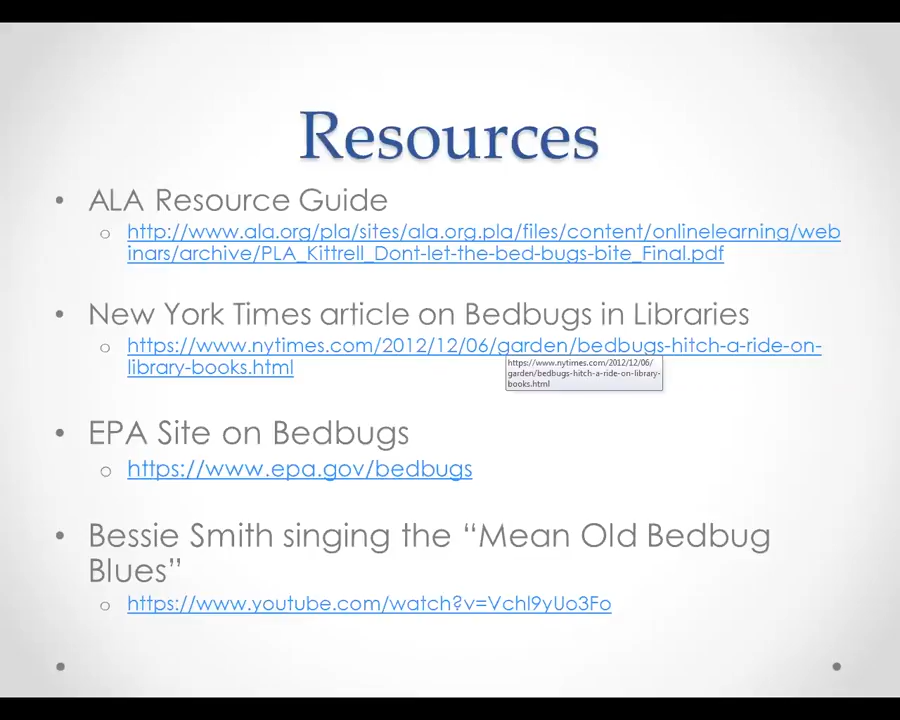 Resources
• ALA Resource Guide
o http://www.ala.org/pla/sites/ala.org.pla/files/content/onlinelearning/web
inars/archive/PLA_Kittrell_Dont-let-the-bed-bugs-bite_Final.pdf
• New York Times article on Bedbugs in Libraries
o https://www.nytimes.com/2012/12/06/garden/bedbugs-hitch-a-ride-on-
library-books.html
https://www.nytimes.com/2012/12/06/
garden/bedbugs-hitch-a-ride-on-library-
books.html
• EPA Site on Bedbugs
o https://www.epa.gov/bedbugs
• Bessie Smith singing the “Mean Old Bedbug
Blues”
o https://www.youtube.com/watch?v=Vchl9yUo3Fo